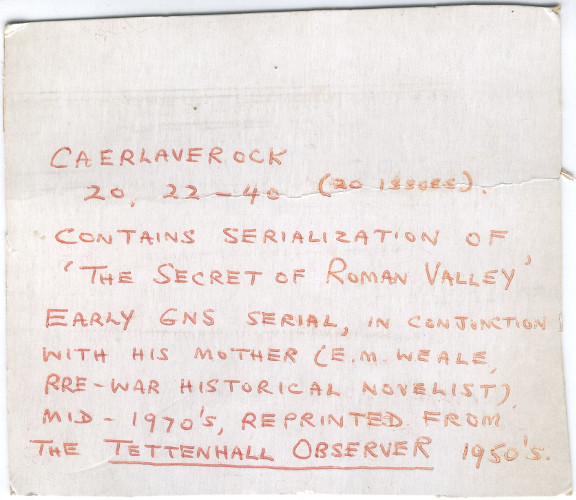 CAERLAVEROCK
20, 22 - 40 (20 ISSUES).
CONTAINS SERIALIZATION OF
'THE SECRET OF ROMAN VALLEY'
EARLY GNS SERIAL, IN CONJUNCTION
WITH HIS MOTHER (E.M. WEALE,
PRE-WAR HISTORICAL NOVELIST)
MID - 1970'S, REPRINTED FROM
THE TETTENHALL OBSERVER 1950'S.